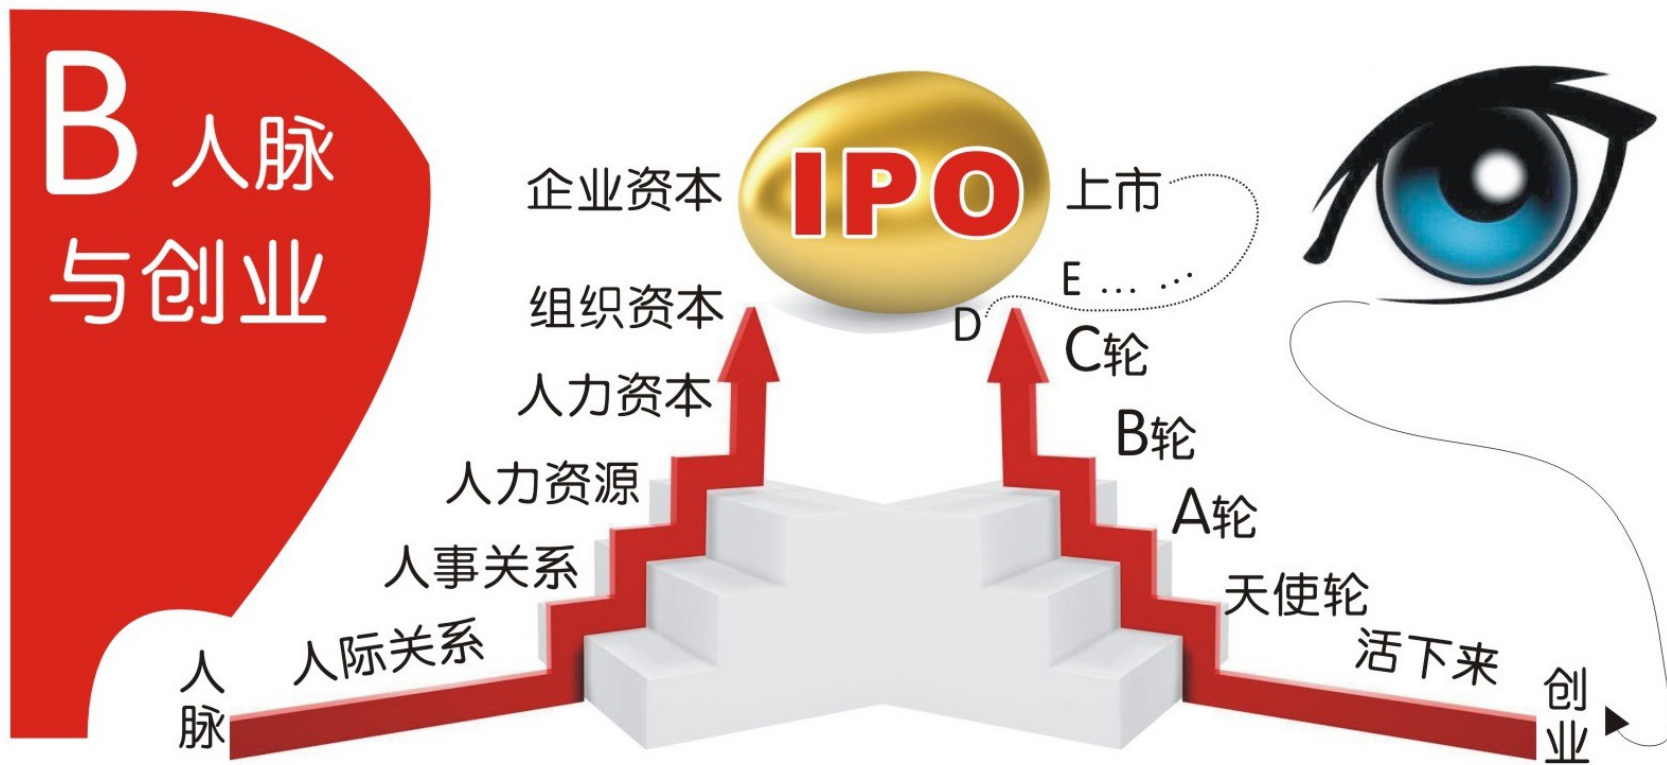 B 人脉
与创业
企业资本
IPO
上市
组织资本
D
E … …
C轮
人力资本
B轮
人力资源
A轮
人事关系
天使轮
人际关系
活下来
人脉
创业